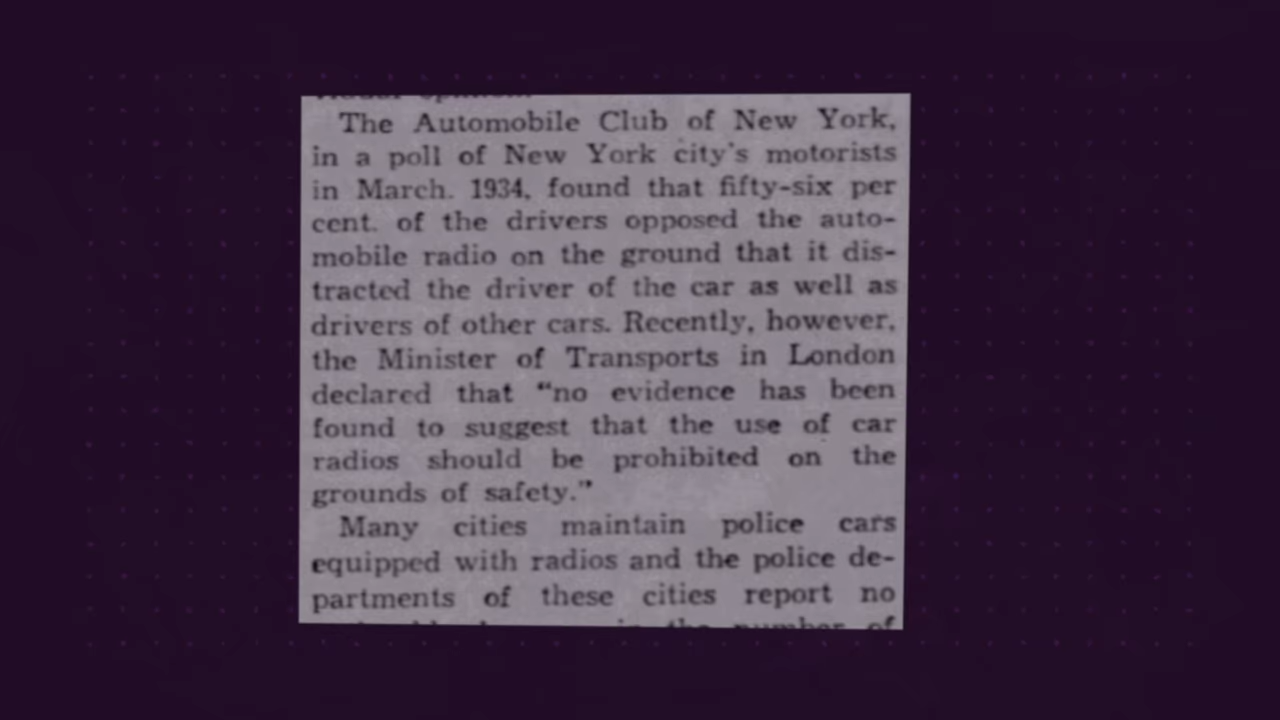 The Automobile Club of New York,
in a poll of New York city's motorists
in March. 1934, found that fifty-six per
cent. of the drivers opposed the auto-
mobile radio on the ground that it dis-
tracted the driver of the car as well as
drivers of other cars. Recently, however,
the Minister of Transports in London
declared that “no evidence has been
found to suggest that the use of car
radios should be prohibited on the
grounds of safety.”
Many cities maintain police cars
equipped with radios and the police de-
partments of these cities report no
in the number of